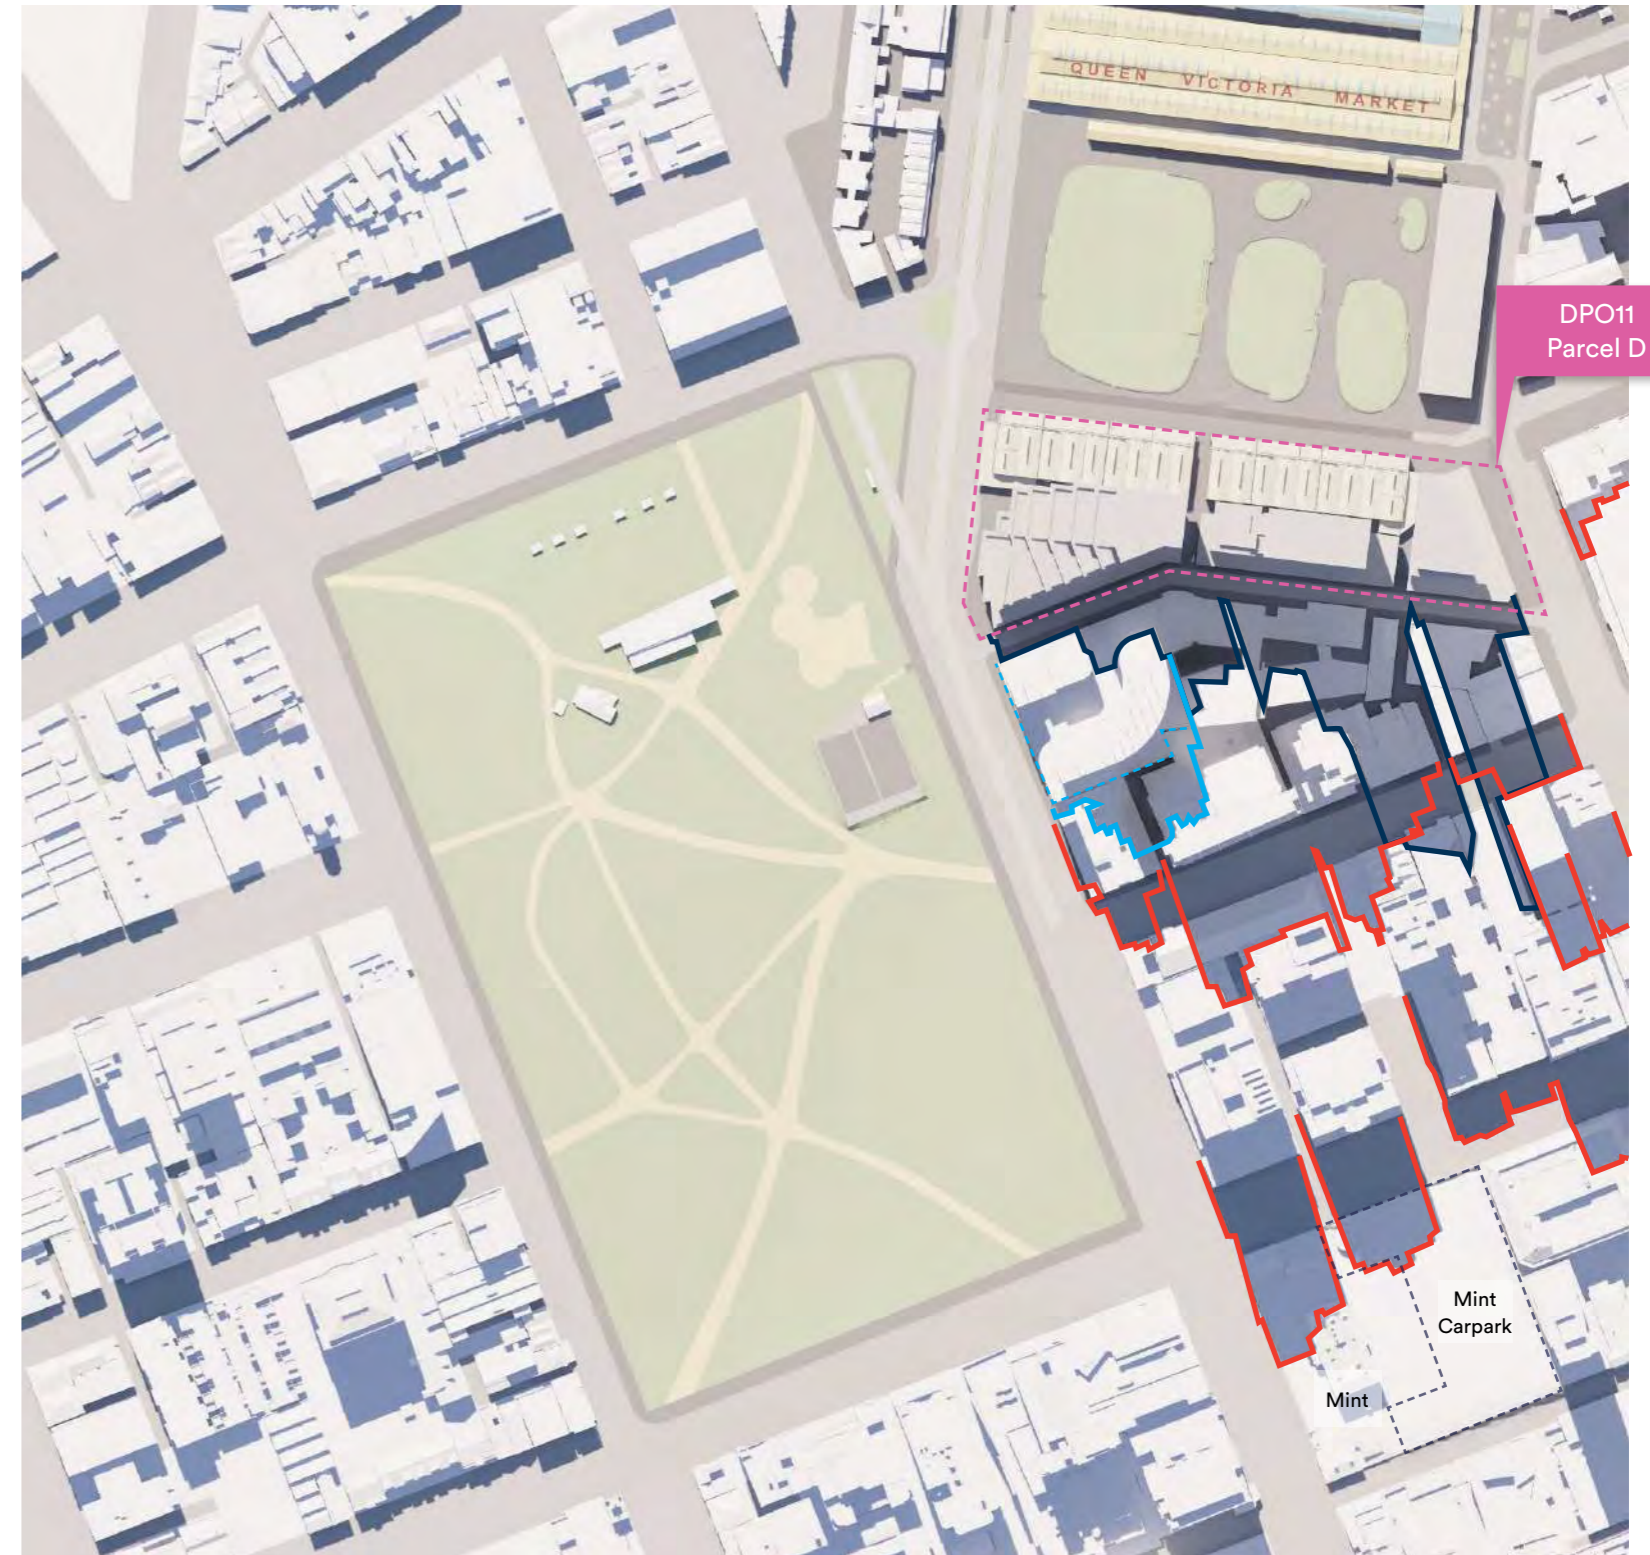 QUEEN VICTORIA MARKET
DPO11
Parcel D
Mint
Carpark
Mint